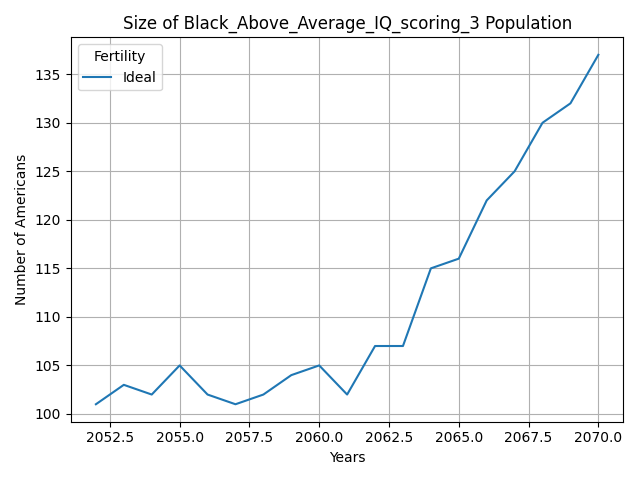 Size of Black_Above_Average_IQ_scoring_3 Population
Fertility
Ideal
Number of Americans
135
130
125
120
115
110
105
100
2052.5 2055.0 2057.5 2060.0 2062.5 2065.0 2067.5 2070.0
Years